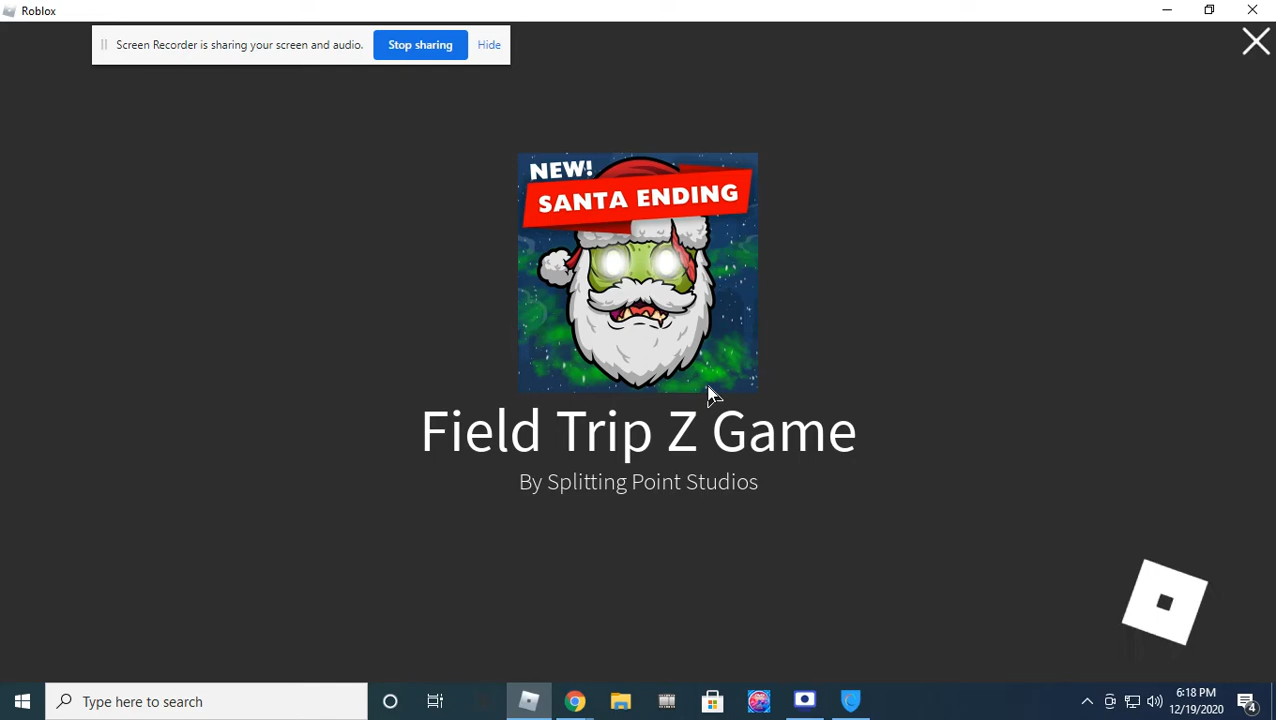 Roblox
Screen Recorder is sharing your screen and audio. Stop sharing Hide
NEW!
SANTA ENDING
Field Trip Z Game
By Splitting Point Studios
Type here to search
6:18 PM
12/19/2020
4